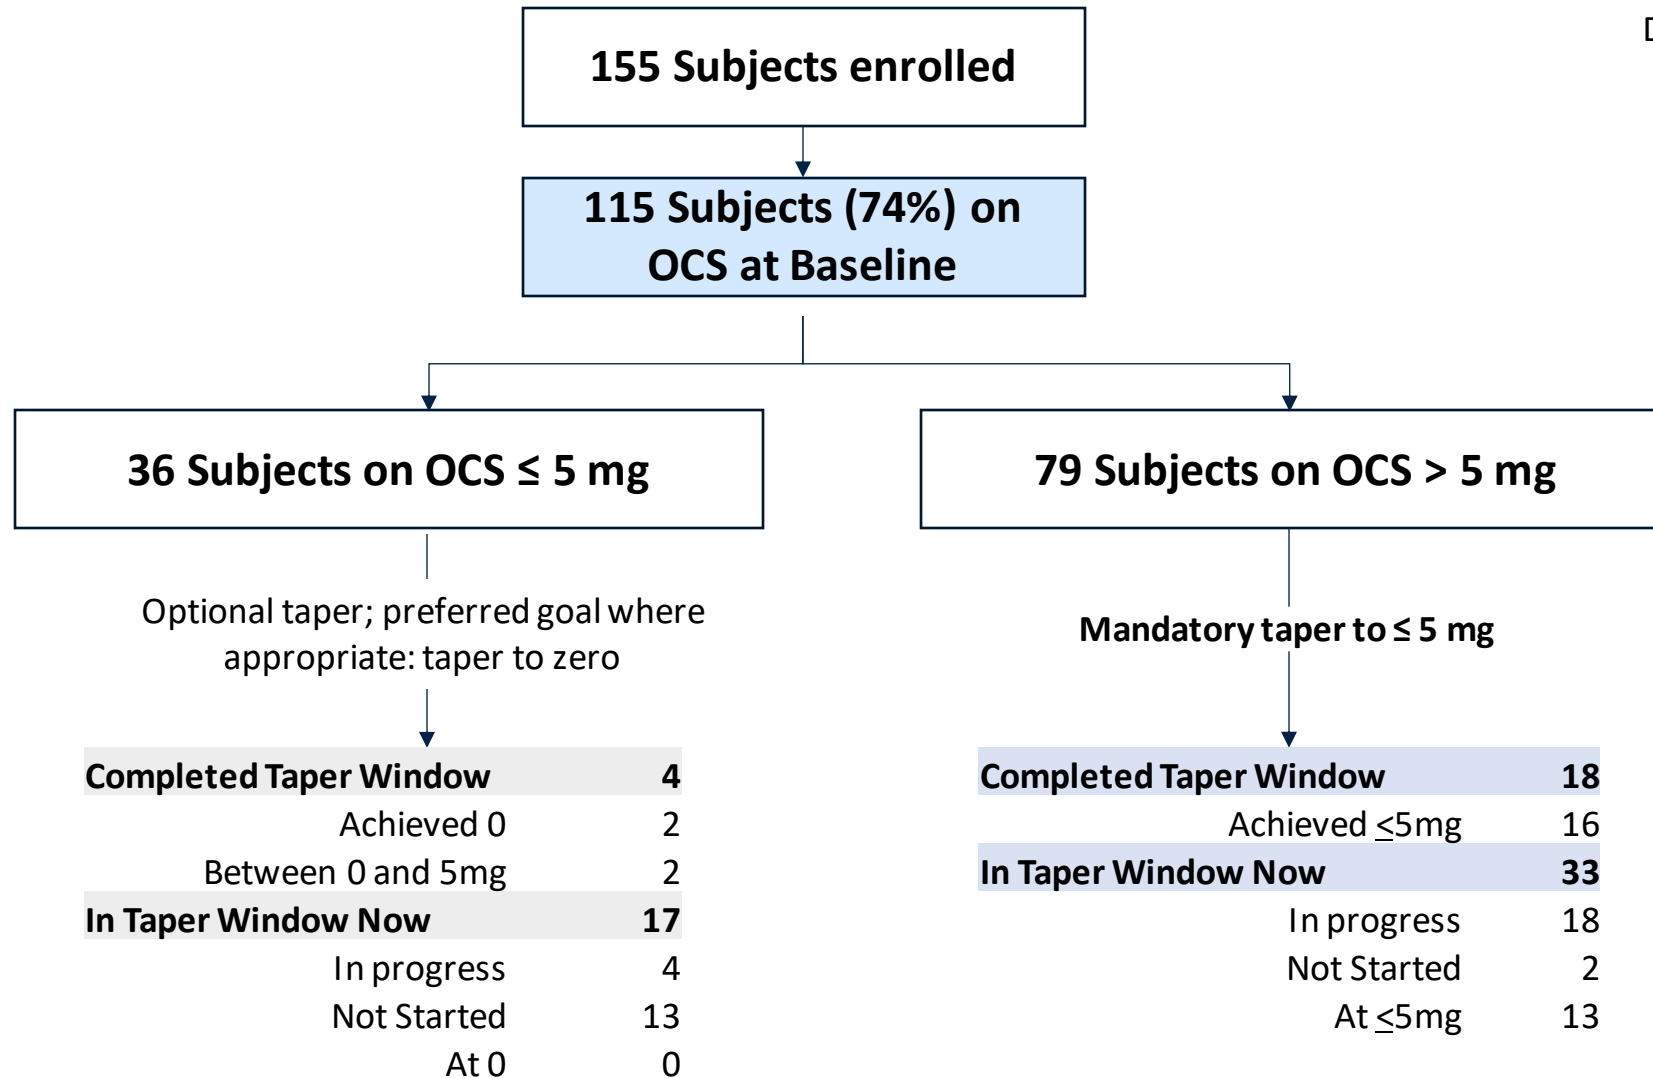 155 Subjects enrolled
115 Subjects (74%) on
OCS at Baseline
36 Subjects on OCS ≤ 5 mg
Optional taper; preferred goal where
appropriate: taper to zero
Completed Taper Window 4
Achieved 0 2
Between 0 and 5mg 2
In Taper Window Now 17
In progress 4
Not Started 13
At 0 0
79 Subjects on OCS > 5 mg
Mandatory taper to ≤ 5 mg
Completed Taper Window 18
Achieved ≤5mg 16
In Taper Window Now 33
In progress 18
Not Started 2
At ≤5mg 13